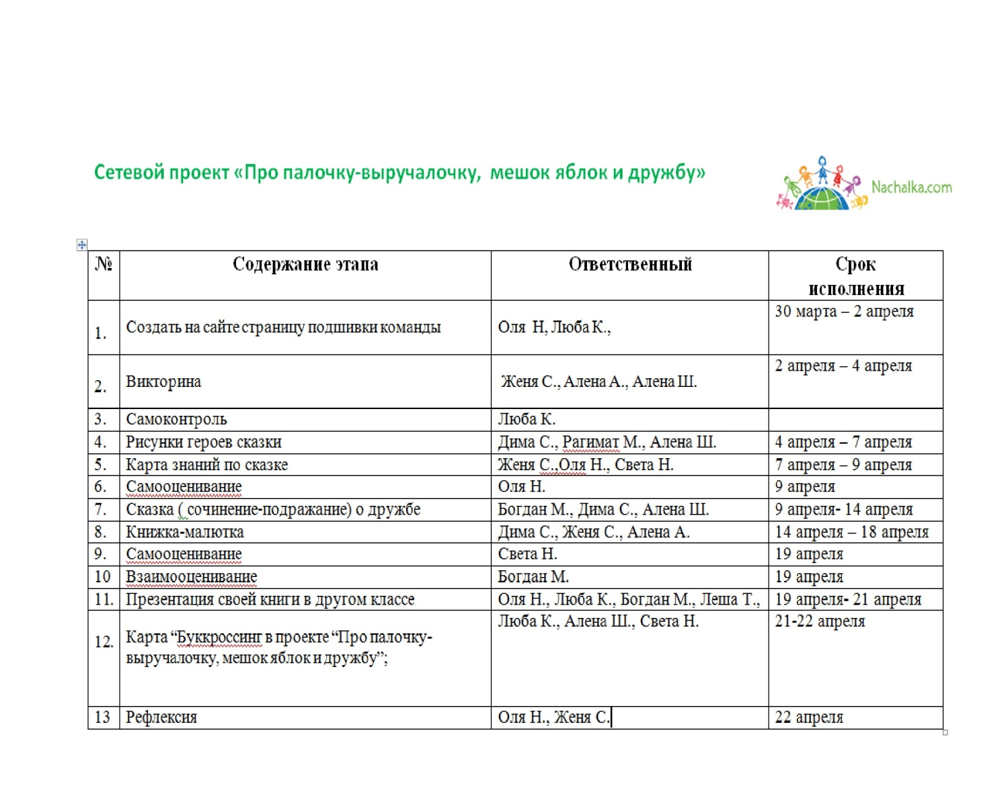 Сетевой проект «Про палочку-выручалочку, мешок яблок и дружбу»
Nachalka.com
№ Содержание этапа Ответственный Срок
исполнения
1. Создать на сайте страницу подшивки команды Оля Н, Люба К., 30 марта – 2 апреля
2. Викторина Женя С., Алена А., Алена Ш. 2 апреля – 4 апреля
3. Самоконтроль Люба К.
4. Рисунки героев сказки Дима С., Рагимат М., Алена Ш. 4 апреля – 7 апреля
5. Карта знаний по сказке Женя С.,Оля Н., Света Н. 7 апреля – 9 апреля
6. Самооценивание Оля Н. 9 апреля
7. Сказка ( сочинение-подражание) о дружбе Богдан М., Дима С., Алена Ш. 9 апреля- 14 апреля
8. Книжка-малютка Дима С., Женя С., Алена А. 14 апреля – 18 апреля
9. Самооценивание Света Н. 19 апреля
10 Взаимооценивание Богдан М. 19 апреля
11. Презентация своей книги в другом классе Оля Н., Люба К., Богдан М., Леша Т., 19 апреля- 21 апреля
12. Карта “Буккроссинг в проекте “Про палочку- Люба К., Алена Ш., Света Н. 21-22 апреля
выручалочку, мешок яблок и дружбу”;
13 Рефлексия Оля Н., Женя С. 22 апреля